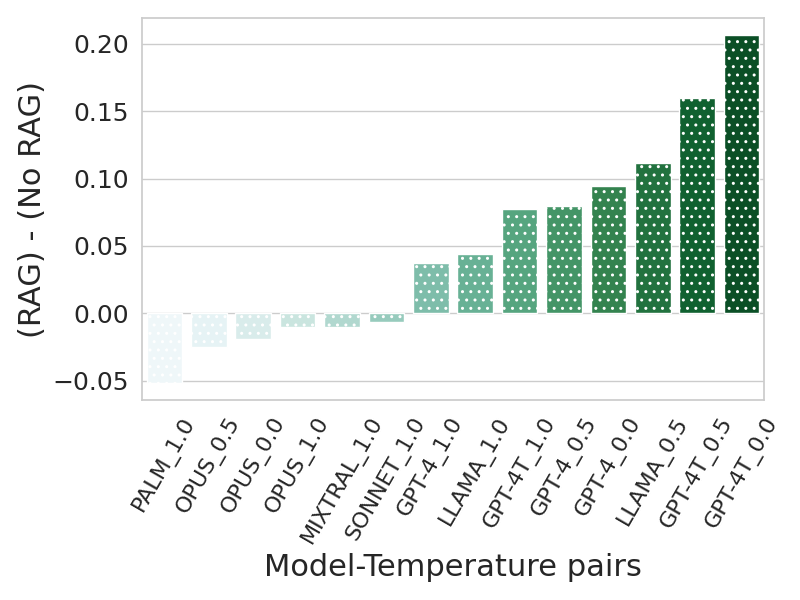 (RAG) - (No RAG)
0.20
0.15
0.10
0.05
0.00
−0.05
PALM_1.0
OPUS_0.5
OPUS_0.0
OPUS_1.0
MIXTRAL_1.0
SONNET_1.0
GPT-4_1.0
LLAMA_1.0
GPT-4T_1.0
GPT-4_0.5
GPT-4_0.0
LLAMA_0.5
GPT-4T_0.5
GPT-4T_0.0
Model-Temperature pairs